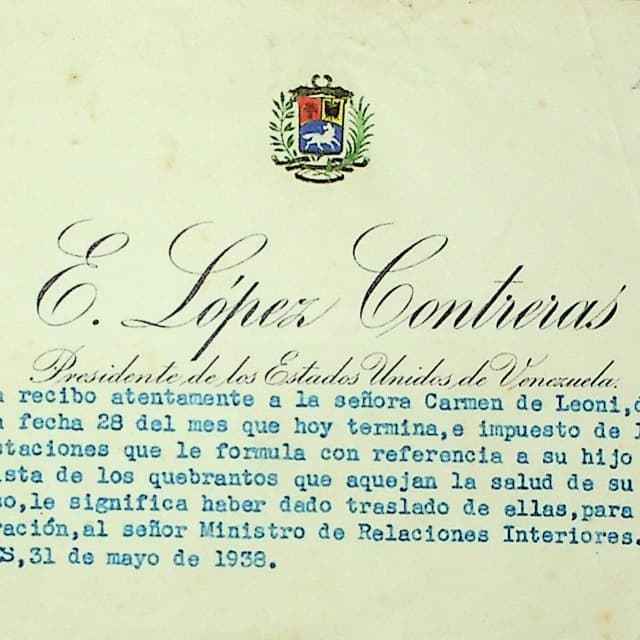 E. López Contreras
Presidente de los Estados Unidos de Venezuela.
recibo atentamente a la señora Carmen de Leoni,
fecha 28 del mes que hoy termina,e impuesto de
staciones que le formula con referencia a su hijo
ista de los quebrantos que aquejan la salud de su
so,le significa haber dado traslado de ellas,para
ración,al señor Ministro de Relaciones Interiores.
S,31 de mayo de 1938.